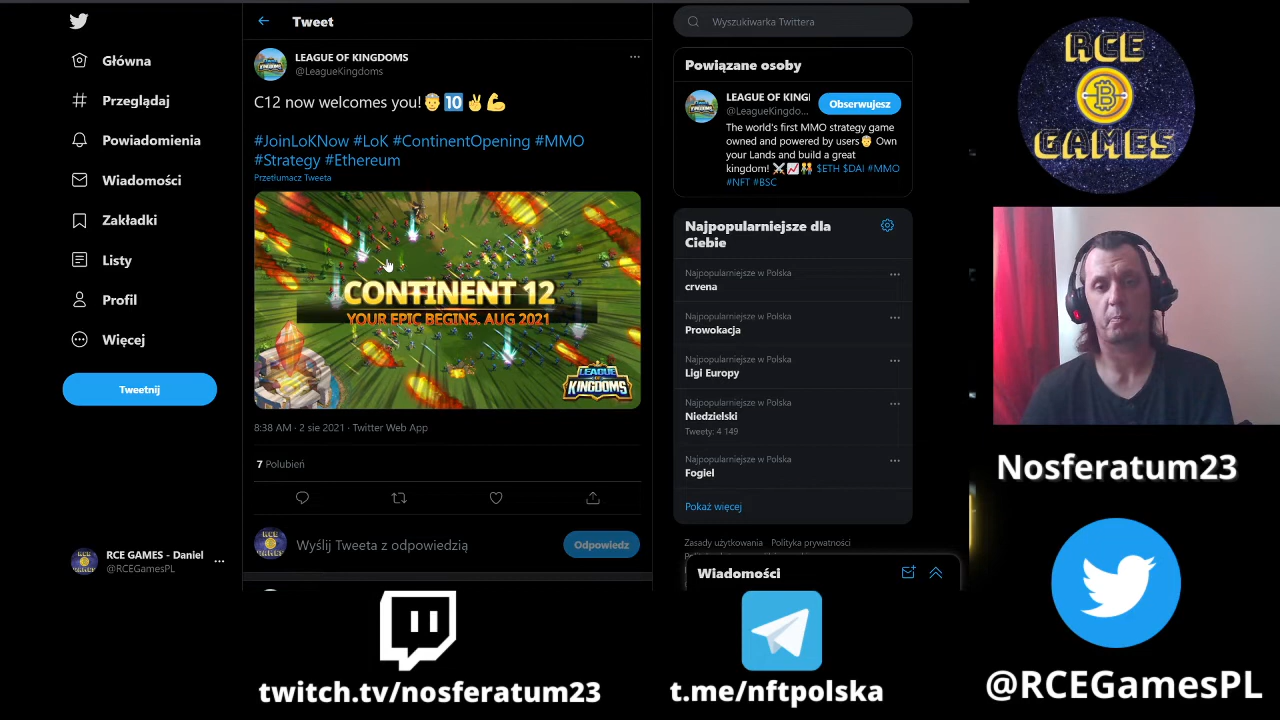 Główna
Przeglądaj
Powiadomienia
Wiadomości
Zakładki
Listy
Profil
Więcej
Tweetnij
RCE GAMES - Daniel
@RCEGamesPL
Tweet
LEAGUE OF KINGDOMS
@LeagueKingdoms
C12 now welcomes you!👴🔟✌💪
#JoinLoKNow #LoK #ContinentOpening #MMO
#Strategy #Ethereum
Przetłumacz Tweeta
CONTINENT 12
YOUR EPIC BEGINS, AUG 2021
LEAGUE OF
KINGDOMS
8:38 AM · 2 sie 2021 · Twitter Web App
7 Polubień
RCE
GAMES
Wyślij Tweeta z odpowiedzią
Odpowiedz
Wyszukiwarka Twittera
Powiązane osoby
LEAGUE OF KING
@LeagueKingdo...
Obserwujesz
The world's first MMO strategy game
owned and powered by users👴 Own
your Lands and build a great
kingdom! ⚔📈👫 $ETH $DAI #MMO
#NFT #BSC
Najpopularniejsze dla
Ciebie
Najpopularniejsze w Polska
crvena
Najpopularniejsze w Polska
Prowokacja
Najpopularniejsze w Polska
Ligi Europy
Najpopularniejsze w Polska
Niedzielski
Tweety: 4 149
Najpopularniejsze w Polska
Fogiel
Pokaż więcej
Zasady użytkowania Polityka prywatności
Wiadomości
RCE
GAMES
Nosferatum23
twitch.tv/nosferatum23
t.me/nftpolska
@RCEGamesPL